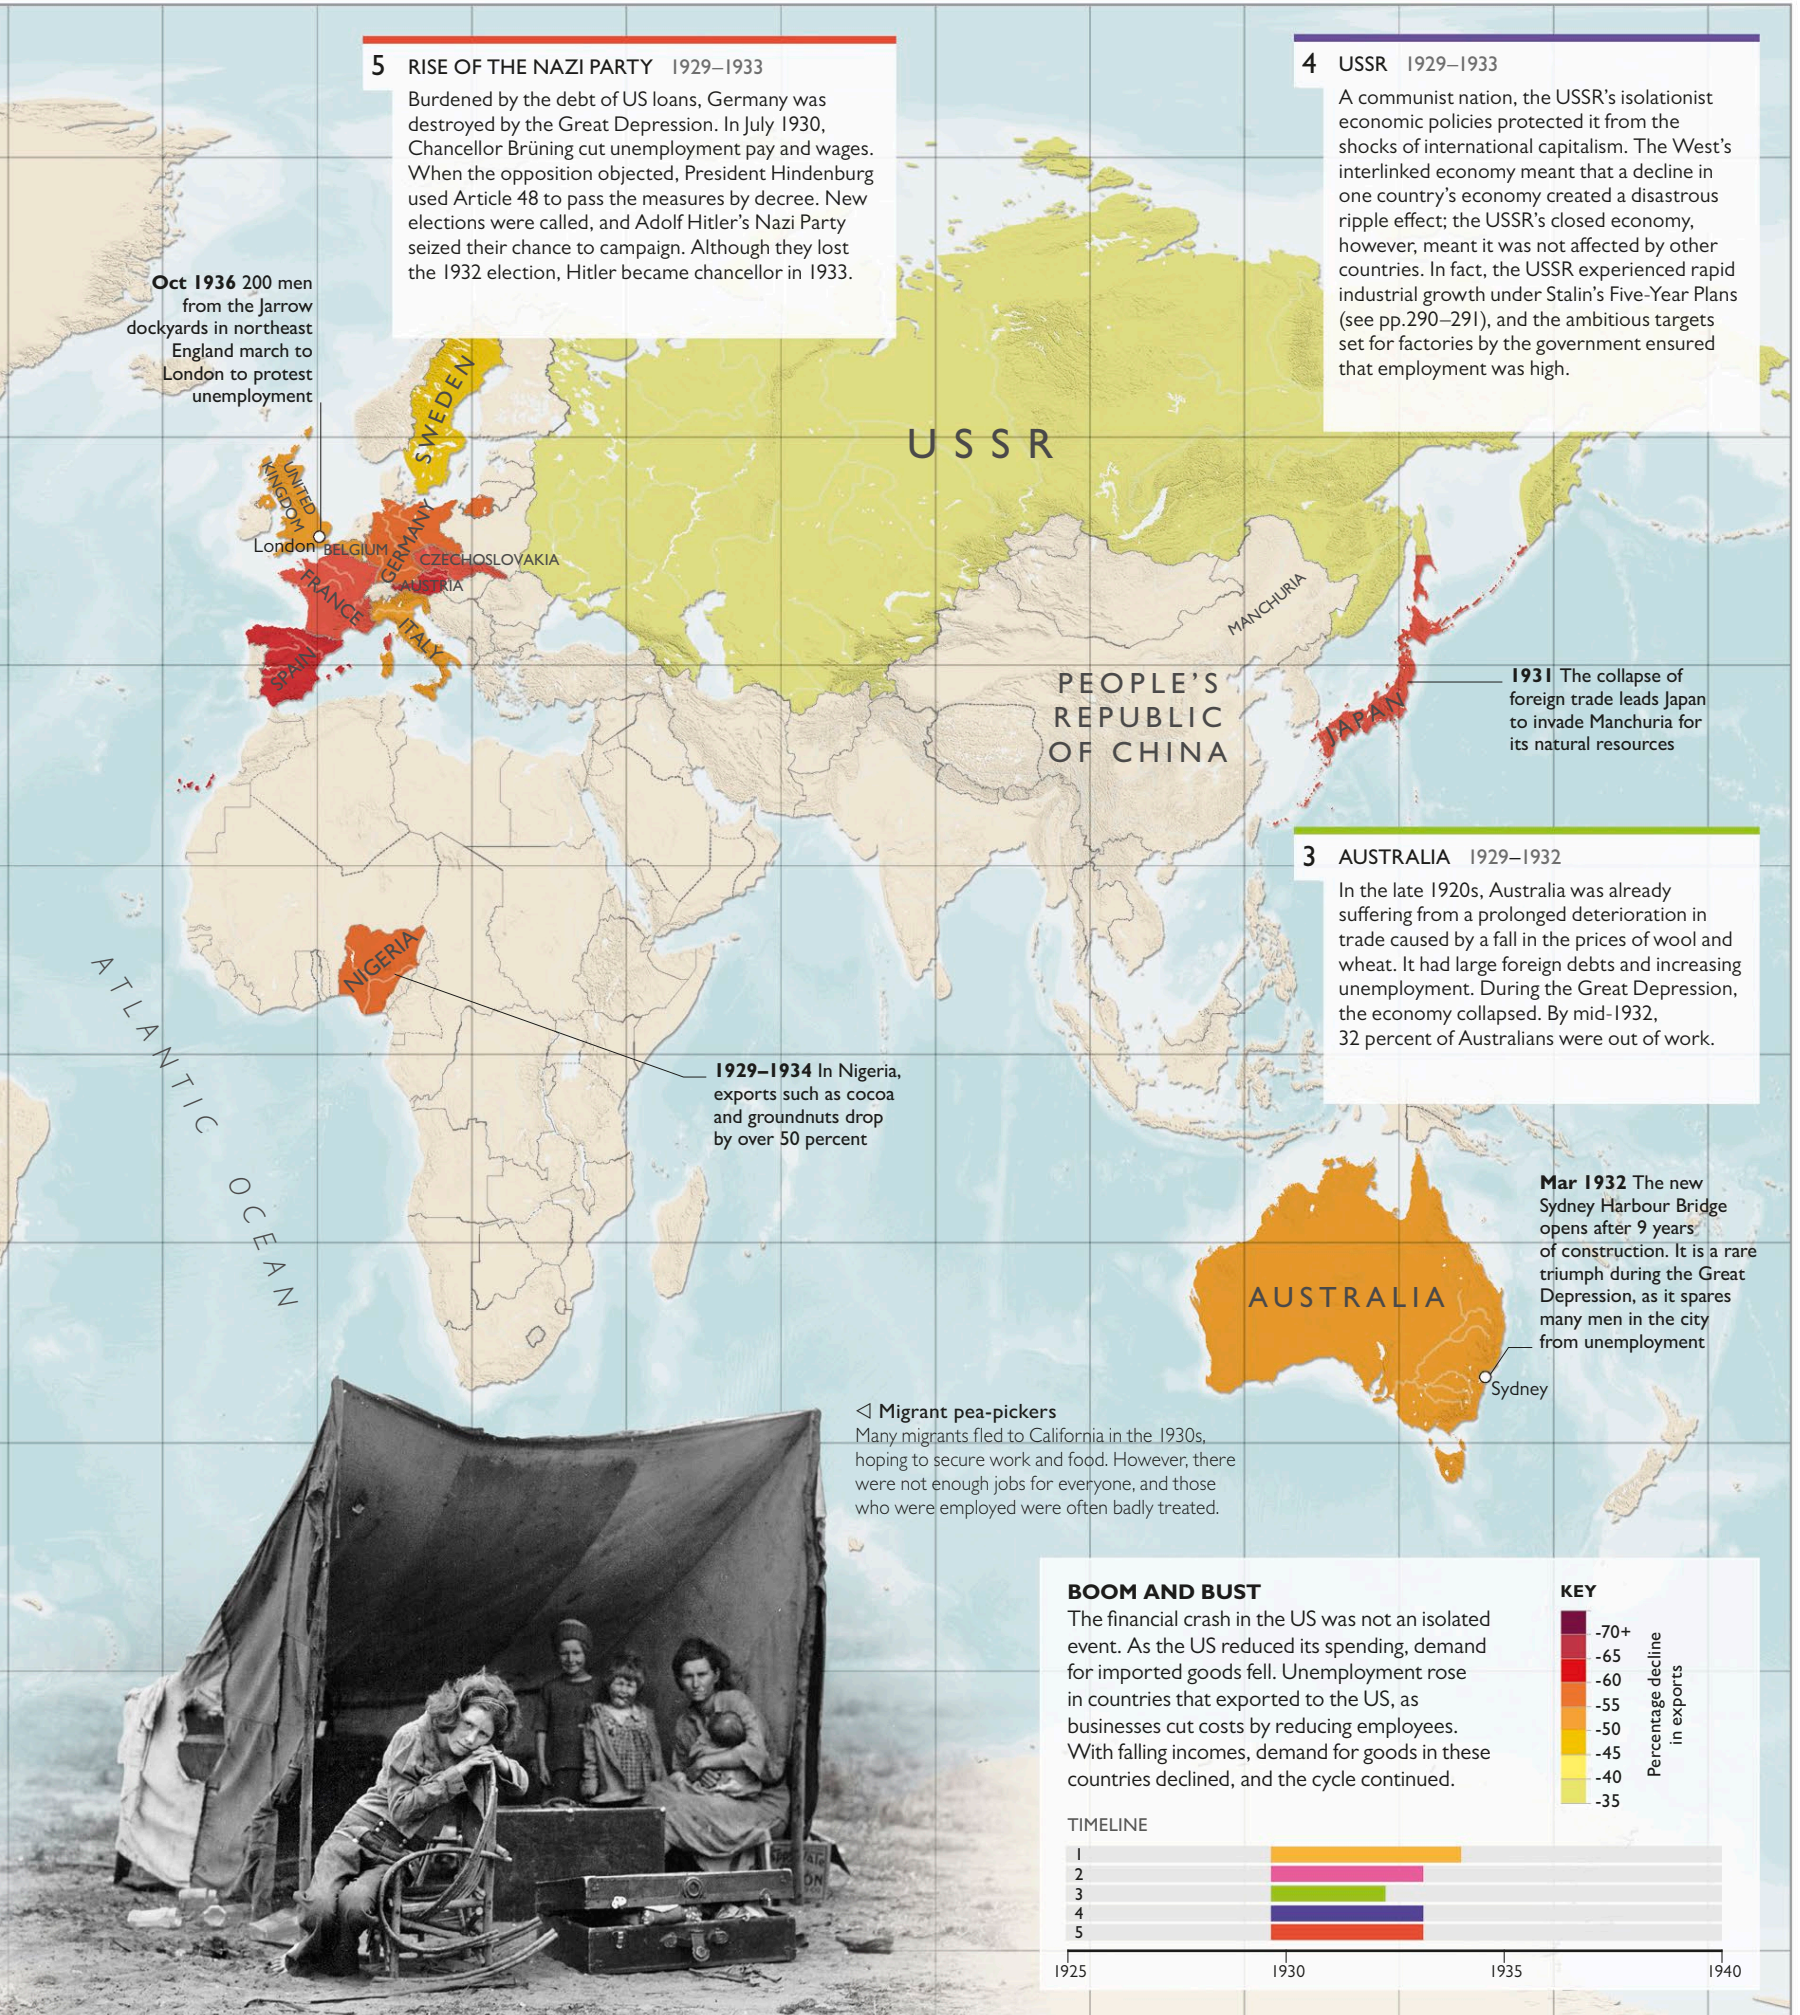 5 RISE OF THE NAZI PARTY 1929–1933
Burdened by the debt of US loans, Germany was
destroyed by the Great Depression. In July 1930,
Chancellor Brüning cut unemployment pay and wages.
When the opposition objected, President Hindenburg
used Article 48 to pass the measures by decree. New
elections were called, and Adolf Hitler's Nazi Party
seized their chance to campaign. Although they lost
the 1932 election, Hitler became chancellor in 1933.
4 USSR 1929–1933
A communist nation, the USSR's isolationist
economic policies protected it from the
shocks of international capitalism. The West's
interlinked economy meant that a decline in
one country's economy created a disastrous
ripple effect; the USSR's closed economy,
however, meant it was not affected by other
countries. In fact, the USSR experienced rapid
industrial growth under Stalin's Five-Year Plans
(see pp.290–291), and the ambitious targets
set for factories by the government ensured
that employment was high.
Oct 1936 200 men
from the Jarrow
dockyards in northeast
England march to
London to protest
unemployment
SWEDEN
USSR
UNITED
KINGDOM
London
BELGIUM
GERMANY
CZECHOSLOVAKIA
AUSTRIA
FRANCE
ITALY
SPAIN
MANCHURIA
PEOPLE'S
REPUBLIC
OF CHINA
JAPAN
1931 The collapse of
foreign trade leads Japan
to invade Manchuria for
its natural resources
3 AUSTRALIA 1929–1932
In the late 1920s, Australia was already
suffering from a prolonged deterioration in
trade caused by a fall in the prices of wool and
wheat. It had large foreign debts and increasing
unemployment. During the Great Depression,
the economy collapsed. By mid-1932,
32 percent of Australians were out of work.
NIGERIA
ATLANTIC OCEAN
1929–1934 In Nigeria,
exports such as cocoa
and groundnuts drop
by over 50 percent
Mar 1932 The new
Sydney Harbour Bridge
opens after 9 years
of construction. It is a rare
triumph during the Great
Depression, as it spares
many men in the city
from unemployment
AUSTRALIA
Sydney
◁ Migrant pea-pickers
Many migrants fled to California in the 1930s,
hoping to secure work and food. However, there
were not enough jobs for everyone, and those
who were employed were often badly treated.
BOOM AND BUST
The financial crash in the US was not an isolated
event. As the US reduced its spending, demand
for imported goods fell. Unemployment rose
in countries that exported to the US, as
businesses cut costs by reducing employees.
With falling incomes, demand for goods in these
countries declined, and the cycle continued.
KEY
-70+
-65
-60
-55
-50
-45
-40
-35
Percentage decline
in exports
TIMELINE
1
2
3
4
5
1925 1930 1935 1940